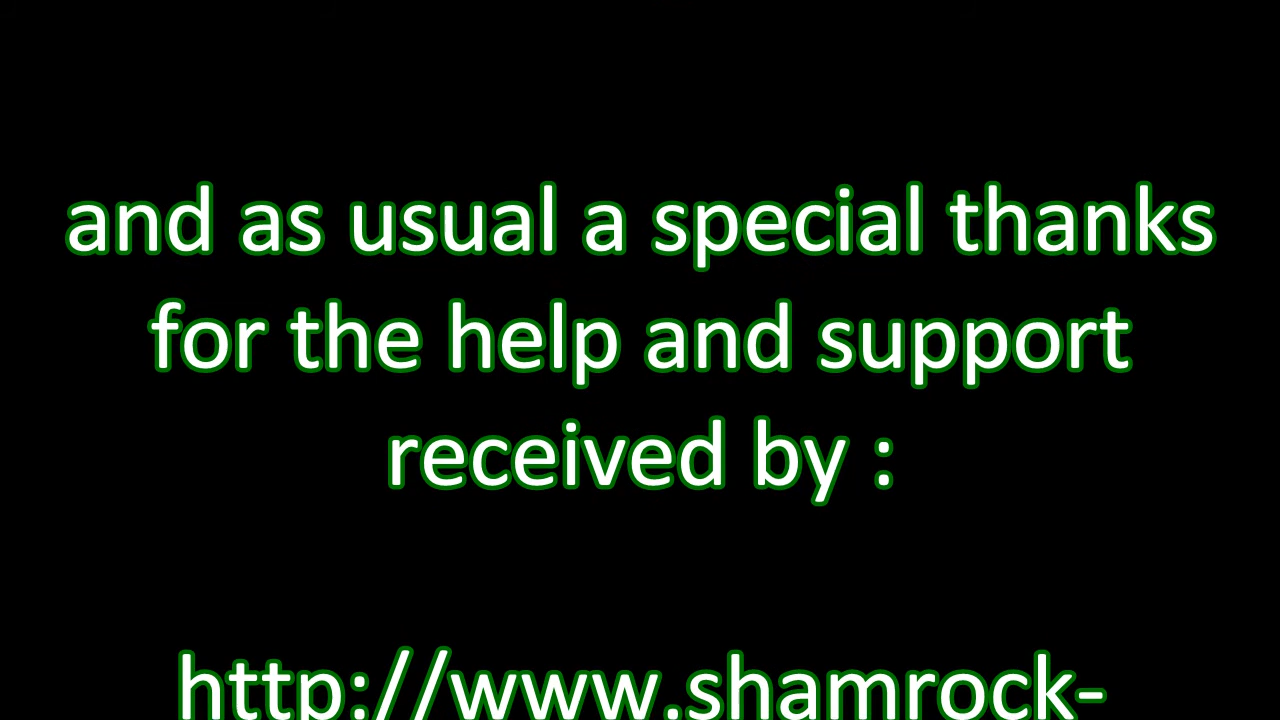 and as usual a special thanks
for the help and support
received by :
http://www.shamrock-